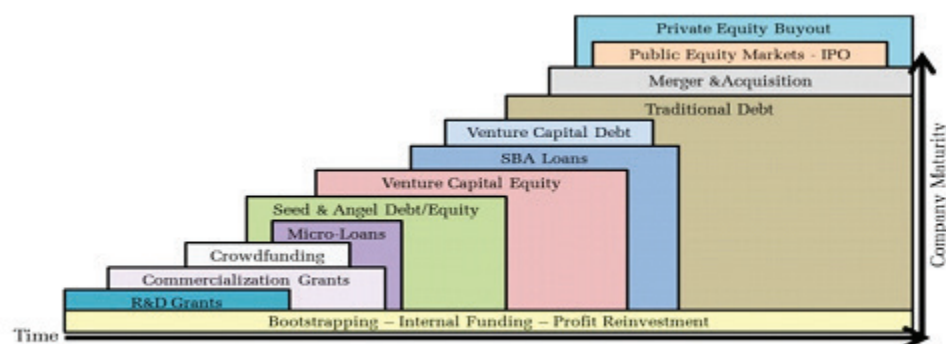 Private Equity Buyout
Public Equity Markets - IPO
Merger &Acquisition
Traditional Debt
Venture Capital Debt
SBA Loans
Venture Capital Equity
Seed & Angel Debt/Equity
Micro-Loans
Crowdfunding
Commercialization Grants
R&D Grants
Bootstrapping – Internal Funding – Profit Reinvestment
Time
Company Maturity